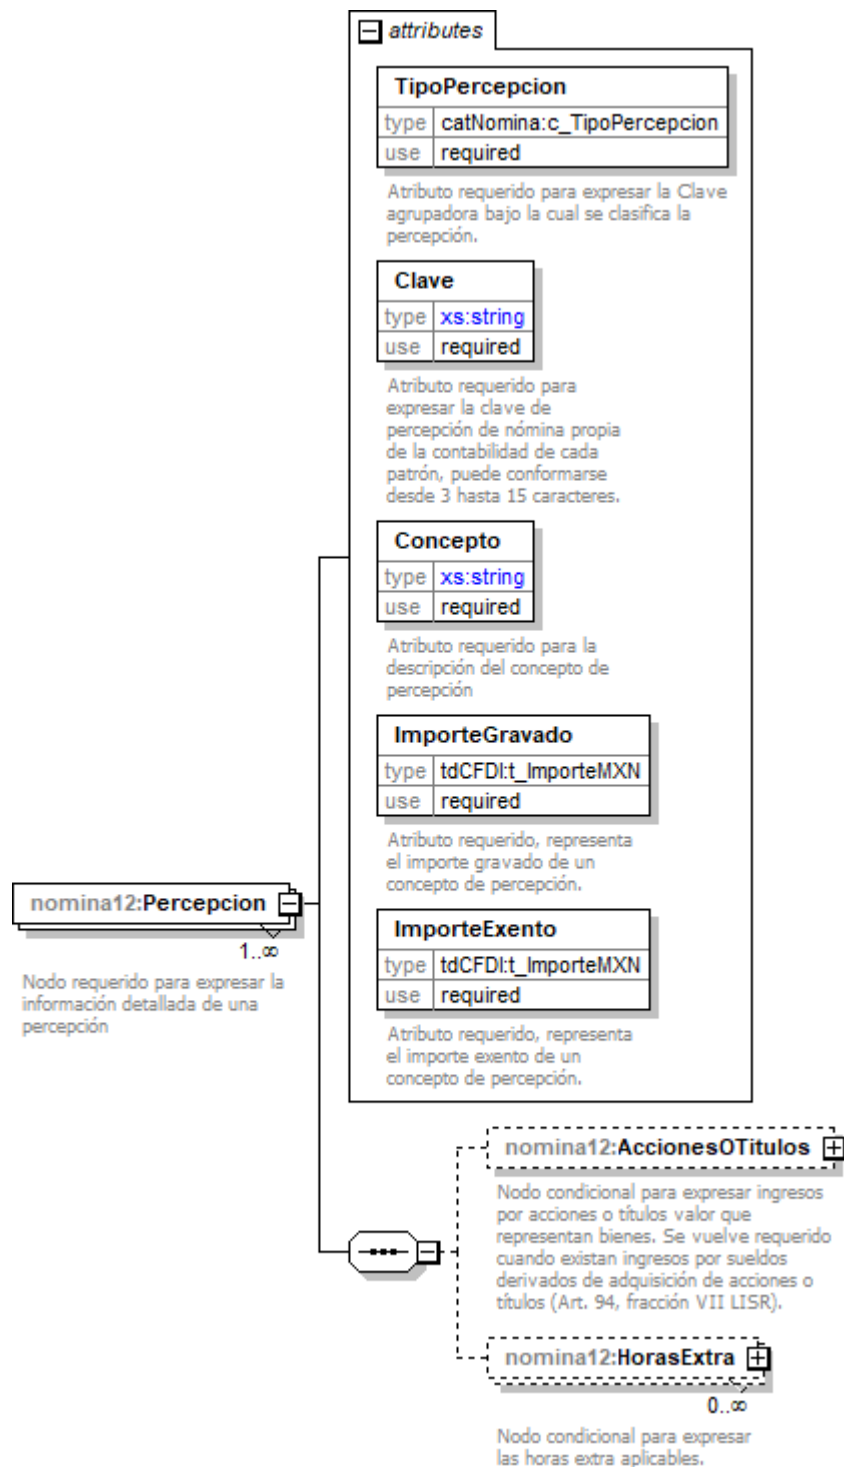 attributes
TipoPercepcion
type catNomina:c_TipoPercepcion
use required
Atributo requerido para expresar la Clave
agrupadora bajo la cual se clasifica la
percepción.
Clave
type xs:string
use required
Atributo requerido para
expresar la clave de
percepción de nómina propia
de la contabilidad de cada
patrón, puede conformarse
desde 3 hasta 15 caracteres.
Concepto
type xs:string
use required
Atributo requerido para la
descripción del concepto de
percepción
ImporteGravado
type tdCFDI:t_ImporteMXN
use required
Atributo requerido, representa
el importe gravado de un
concepto de percepción.
nomina12:Percepcion
1..∞
Nodo requerido para expresar la
información detallada de una
percepción
ImporteExento
type tdCFDI:t_ImporteMXN
use required
Atributo requerido, representa
el importe exento de un
concepto de percepción.
nomina12:AccionesOTitulos
Nodo condicional para expresar ingresos
por acciones o títulos valor que
representan bienes. Se vuelve requerido
cuando existan ingresos por sueldos
derivados de adquisición de acciones o
títulos (Art. 94, fracción VII LISR).
nomina12:HorasExtra
0..∞
Nodo condicional para expresar
las horas extra aplicables.